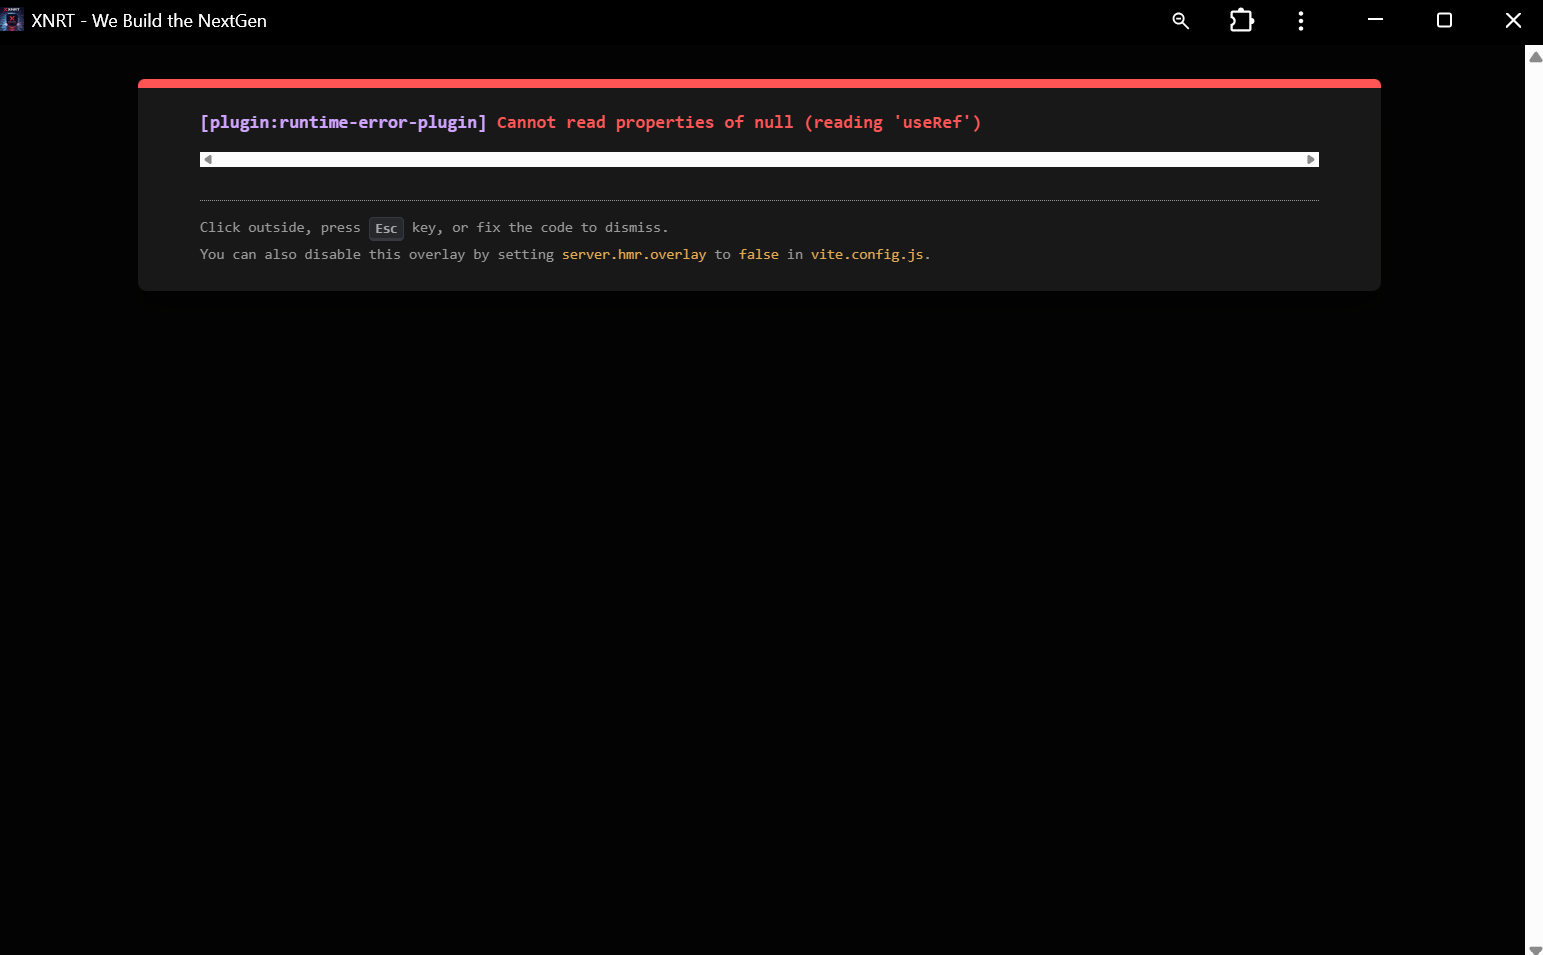 XNRT - We Build the NextGen
[plugin:runtime-error-plugin] Cannot read properties of null (reading 'useRef')
Click outside, press Esc key, or fix the code to dismiss.
You can also disable this overlay by setting server.hmr.overlay to false in vite.config.js.